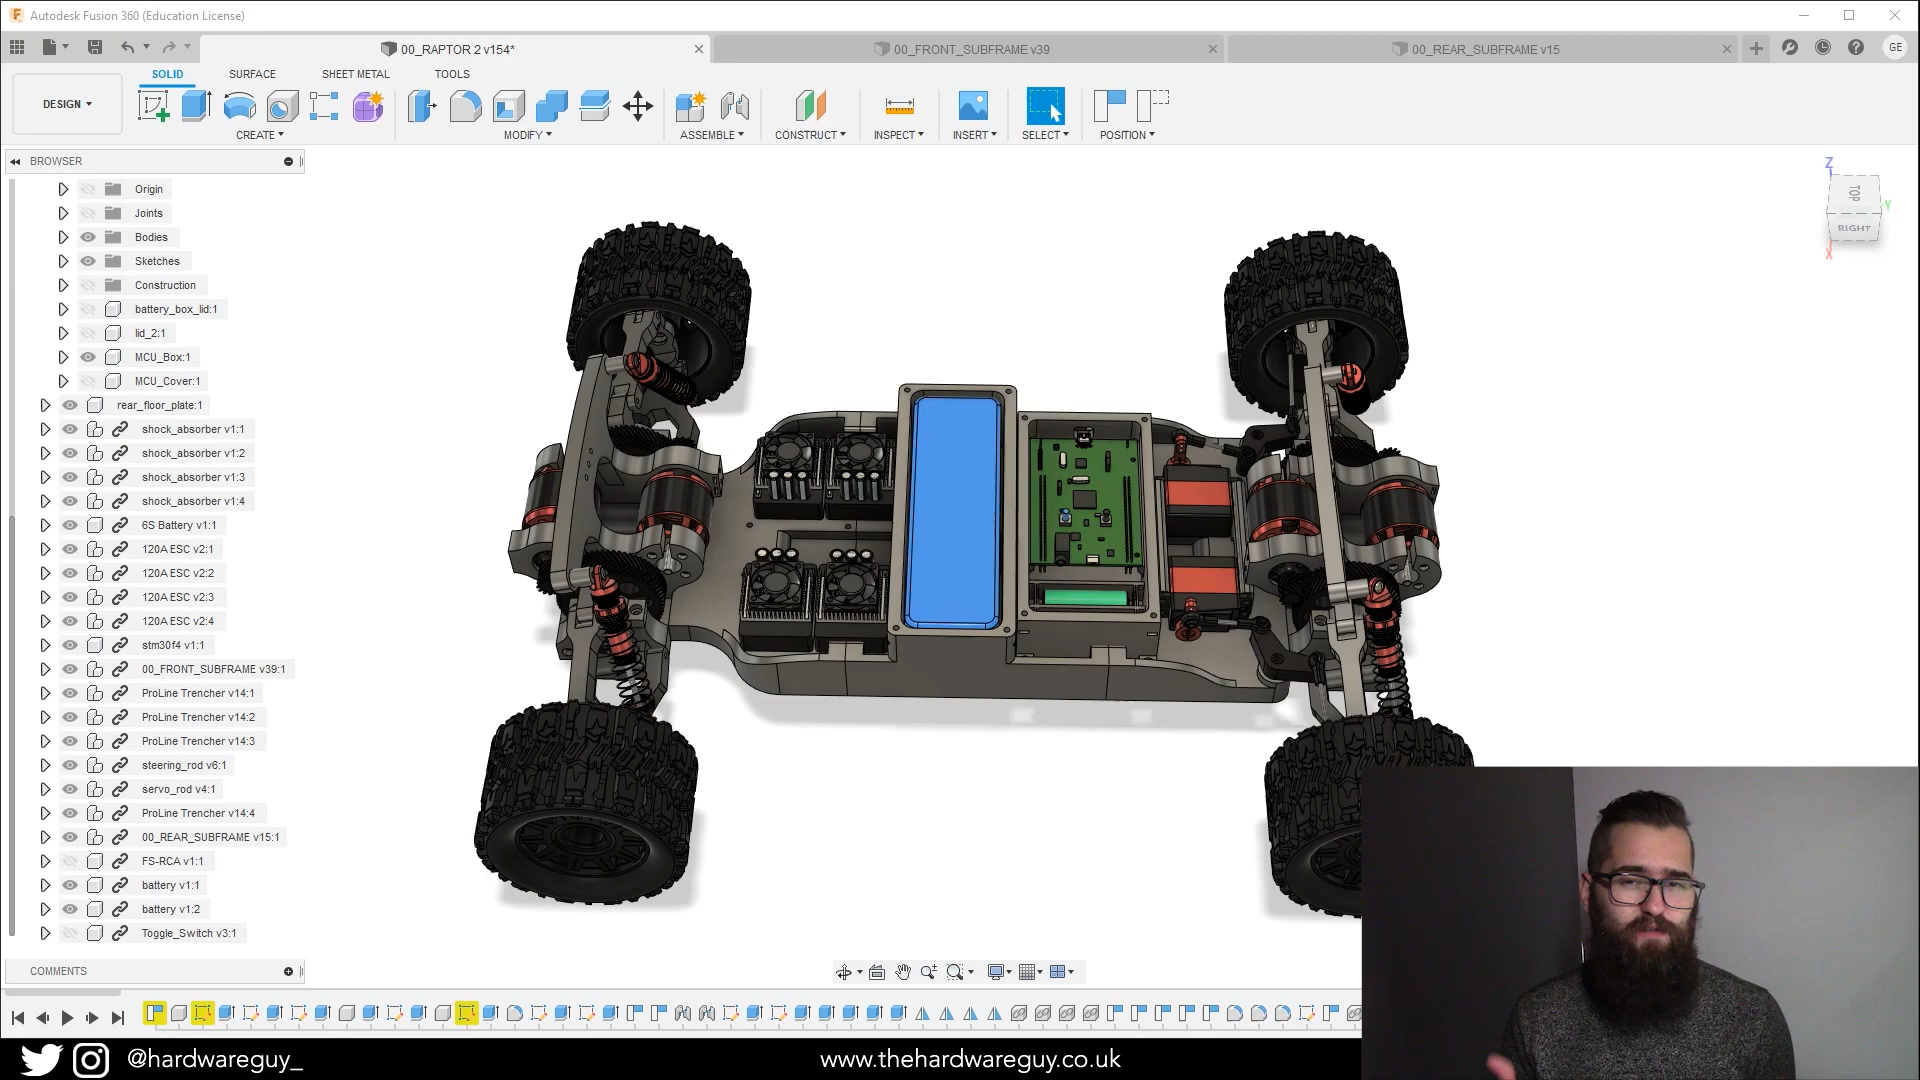 Autodesk Fusion 360 (Education License)
00_RAPTOR 2 v154*
00_FRONT_SUBFRAME v39
00_REAR_SUBFRAME v15
GE
SOLID
SURFACE
SHEET METAL
TOOLS
DESIGN
CREATE
MODIFY
ASSEMBLE
CONSTRUCT
INSPECT
INSERT
SELECT
POSITION
BROWSER
Origin
Joints
Bodies
Sketches
Construction
battery_box_lid:1
lid_2:1
MCU_Box:1
MCU_Cover:1
rear_floor_plate:1
shock_absorber v1:1
shock_absorber v1:2
shock_absorber v1:3
shock_absorber v1:4
6S Battery v1:1
120A ESC v2:1
120A ESC v2:2
120A ESC v2:3
120A ESC v2:4
stm30f4 v1:1
00_FRONT_SUBFRAME v39:1
ProLine Trencher v14:1
ProLine Trencher v14:2
ProLine Trencher v14:3
steering_rod v6:1
servo_rod v4:1
ProLine Trencher v14:4
00_REAR_SUBFRAME v15:1
FS-RCA v1:1
battery v1:1
battery v1:2
Toggle_Switch v3:1
COMMENTS
Z
TOP
Y
RIGHT
X
@hardwareguy_
www.thehardwareguy.co.uk